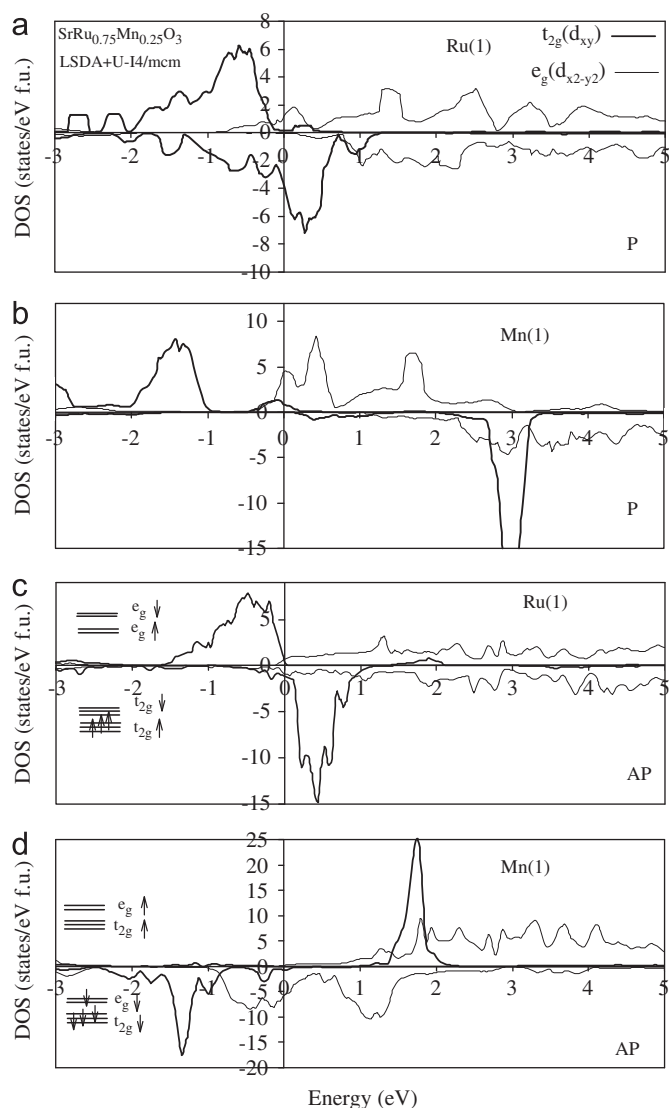 a
SrRu0.75Mn0.25O3
LSDA+U-I4/mcm
Ru(1)
t2g(dxy)
eg(dx2-y2)
DOS (states/eV f.u.)
8
6
4
2
0
-2
-4
-6
-8
-10
-3 -2 -1 0 1 2 3 4 5
P
b
Mn(1)
DOS (states/eV f.u.)
10
5
0
-5
-10
-15
-3 -2 -1 0 1 2 3 4 5
P
c
eg ↓
eg ↑
t2g ↓
t2g ↑
Ru(1)
DOS (states/eV f.u.)
5
0
-5
-10
-15
-3 -2 -1 0 1 2 3 4 5
AP
d
eg ↑
t2g ↑
eg ↓
t2g ↓
Mn(1)
DOS (states/eV f.u.)
25
20
15
10
5
0
-5
-10
-15
-20
-3 -2 -1 0 1 2 3 4 5
AP
Energy (eV)